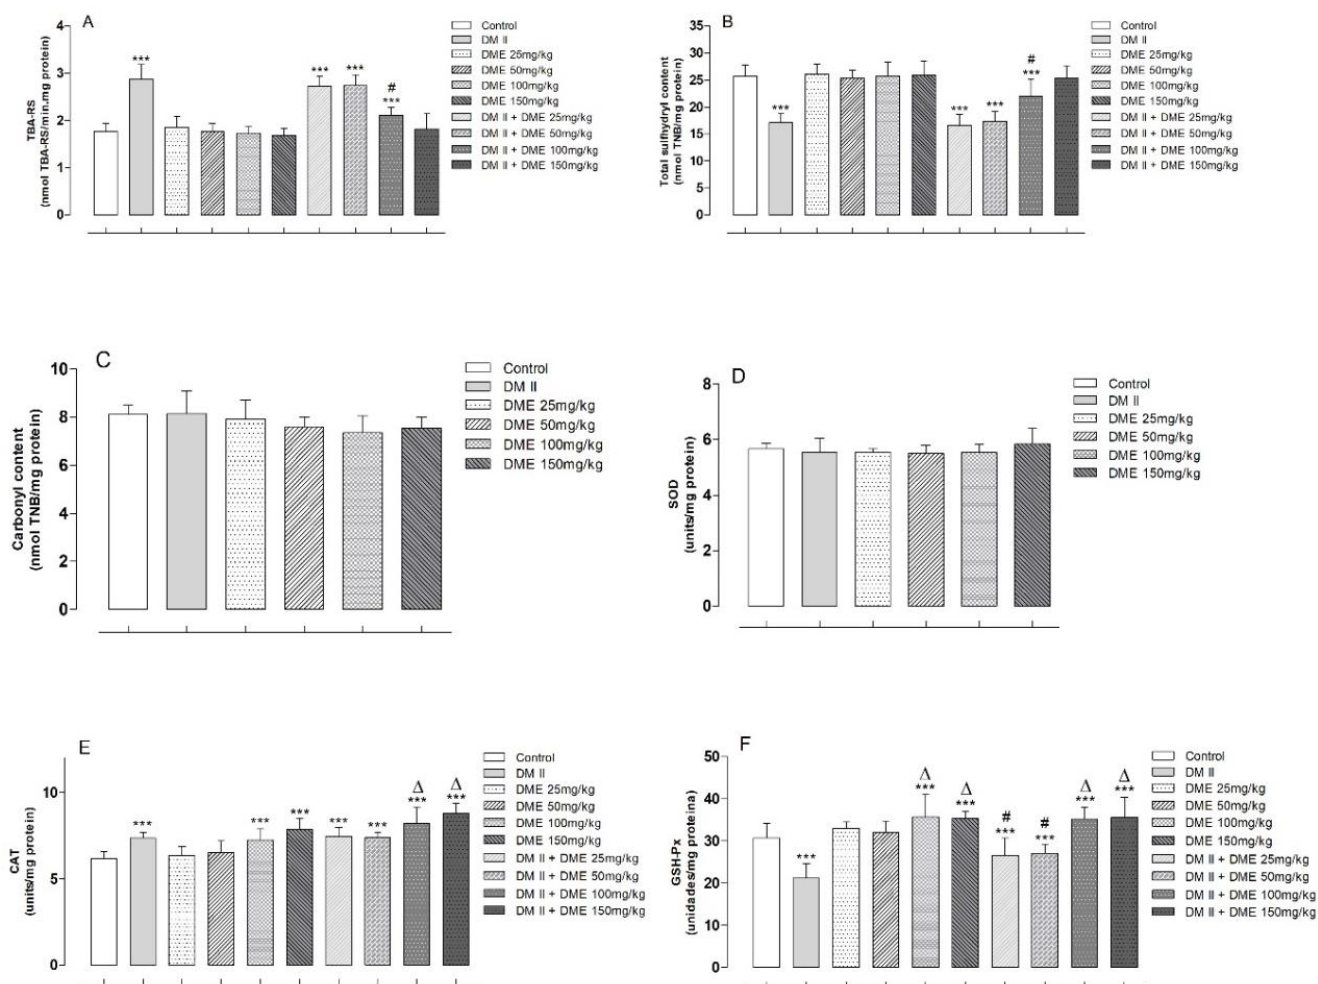 A
TBA-RS
(nmol TBA-RS/min.mg protein)
4
3
2
1
0
***
***
***
#
***
Control
DM II
DME 25mg/kg
DME 50mg/kg
DME 100mg/kg
DME 150mg/kg
DM II + DME 25mg/kg
DM II + DME 50mg/kg
DM II + DME 100mg/kg
DM II + DME 150mg/kg
B
Total sulfhydryl content
(nmol TNB/mg protein)
35
30
25
20
15
10
5
0
***
***
***
#
***
Control
DM II
DME 25mg/kg
DME 50mg/kg
DME 100mg/kg
DME 150mg/kg
DM II + DME 25mg/kg
DM II + DME 50mg/kg
DM II + DME 100mg/kg
DM II + DME 150mg/kg
C
Carbonyl content
(nmol TNB/mg protein)
10
8
6
4
2
0
Control
DM II
DME 25mg/kg
DME 50mg/kg
DME 100mg/kg
DME 150mg/kg
D
SOD
(units/mg protein)
8
6
4
2
0
Control
DM II
DME 25mg/kg
DME 50mg/kg
DME 100mg/kg
DME 150mg/kg
E
CAT
(units/mg protein)
10
5
0
***
***
***
***
***
Δ
***
Δ
***
Control
DM II
DME 25mg/kg
DME 50mg/kg
DME 100mg/kg
DME 150mg/kg
DM II + DME 25mg/kg
DM II + DME 50mg/kg
DM II + DME 100mg/kg
DM II + DME 150mg/kg
F
GSH-Px
(unidades/mg proteina)
50
40
30
20
10
0
***
Δ
***
Δ
***
#
***
#
***
Δ
***
Δ
***
Control
DM II
DME 25mg/kg
DME 50mg/kg
DME 100mg/kg
DME 150mg/kg
DM II + DME 25mg/kg
DM II + DME 50mg/kg
DM II + DME 100mg/kg
DM II + DME 150mg/kg